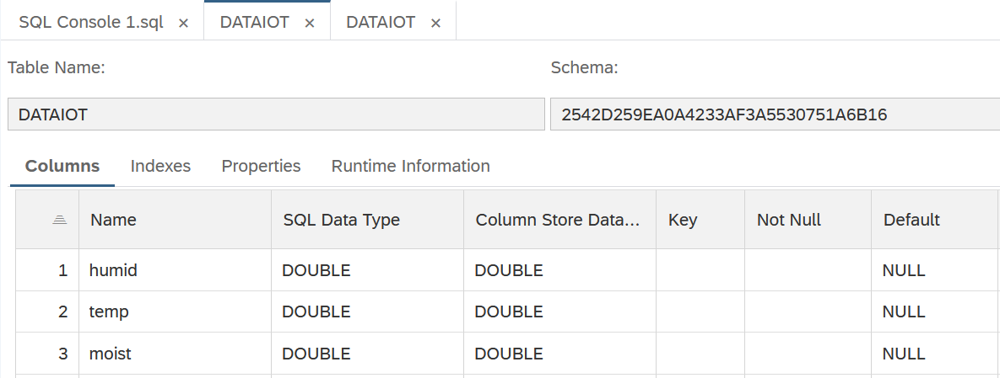 SQL Console 1.sql × DATAIOT × DATAIOT ×
Table Name: Schema:
DATAIOT 2542D259EA0A4233AF3A5530751A6B16
Columns Indexes Properties Runtime Information
Name SQL Data Type Column Store Data... Key Not Null Default
1 humid DOUBLE DOUBLE NULL
2 temp DOUBLE DOUBLE NULL
3 moist DOUBLE DOUBLE NULL